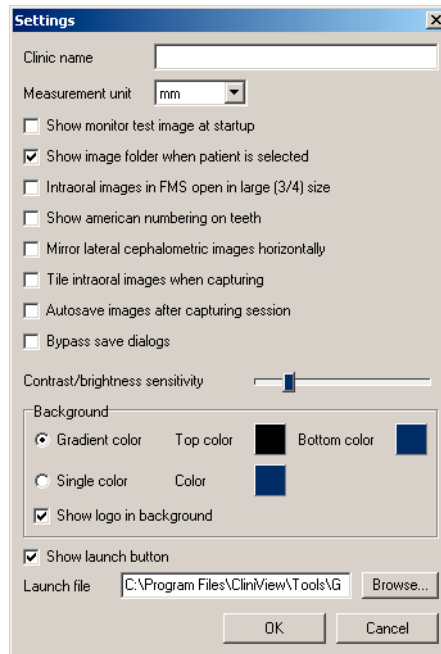 Settings
Clinic name
Measurement unit mm
Show monitor test image at startup
Show image folder when patient is selected
Intraoral images in FMS open in large (3/4) size
Show american numbering on teeth
Mirror lateral cephalometric images horizontally
Tile intraoral images when capturing
Autosave images after capturing session
Bypass save dialogs
Contrast/brightness sensitivity
Background
Gradient color Top color Bottom color
Single color Color
Show logo in background
Show launch button
Launch file C:\Program Files\CliniView\Tools\G Browse...
OK Cancel